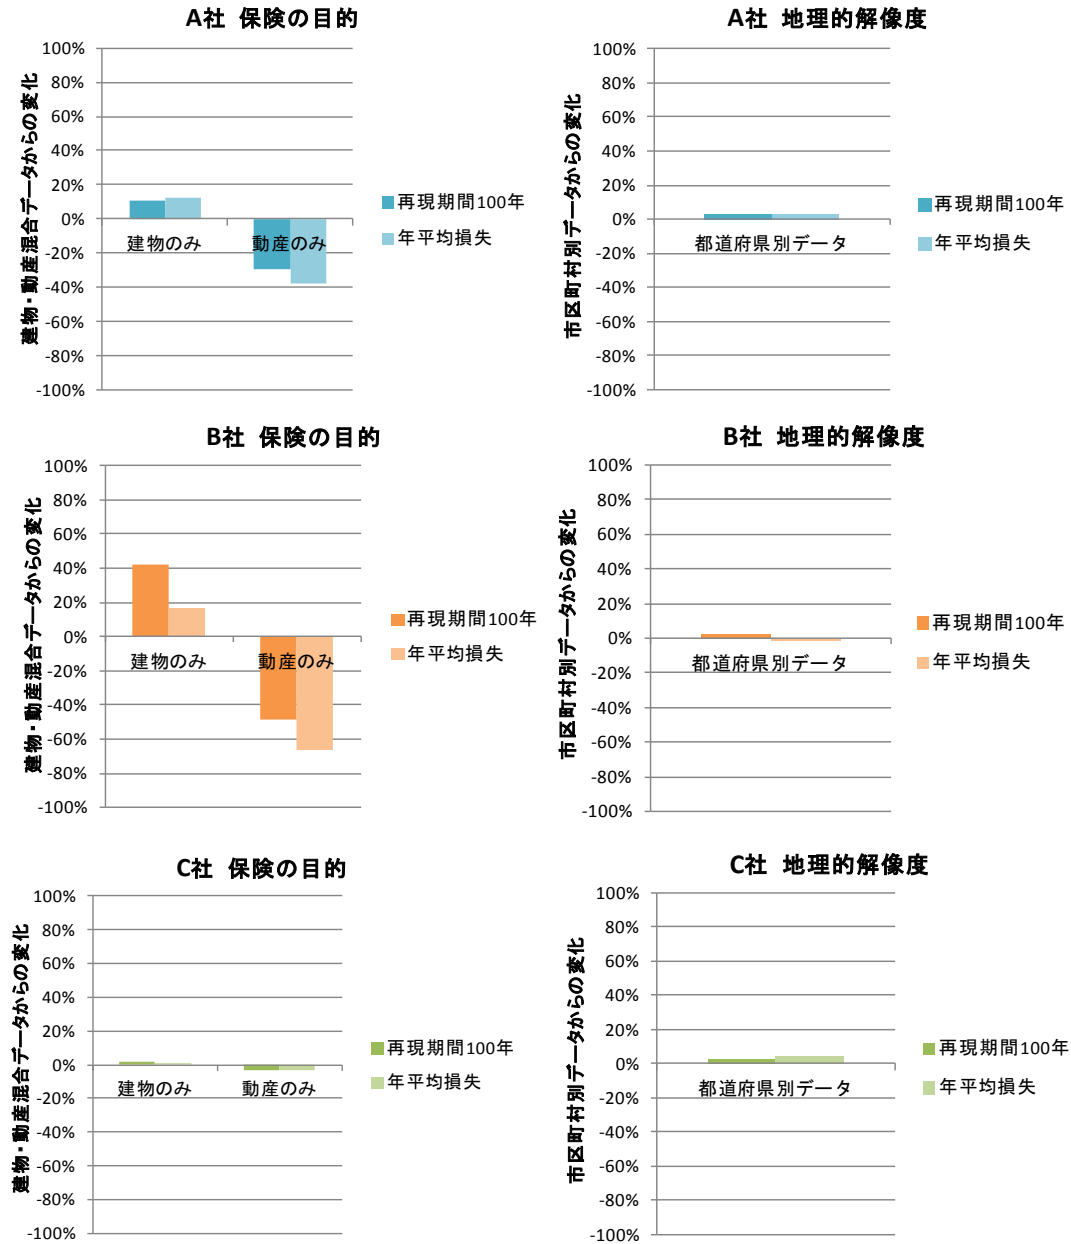 A社 保険の目的
建物・動産混合データからの変化
100%
80%
60%
40%
20%
0%
-20%
-40%
-60%
-80%
-100%
建物のみ
動産のみ
再現期間100年
年平均損失
A社 地理的解像度
市区町村別データからの変化
100%
80%
60%
40%
20%
0%
-20%
-40%
-60%
-80%
-100%
都道府県別データ
再現期間100年
年平均損失
B社 保険の目的
建物・動産混合データからの変化
100%
80%
60%
40%
20%
0%
-20%
-40%
-60%
-80%
-100%
建物のみ
動産のみ
再現期間100年
年平均損失
B社 地理的解像度
市区町村別データからの変化
100%
80%
60%
40%
20%
0%
-20%
-40%
-60%
-80%
-100%
都道府県別データ
再現期間100年
年平均損失
C社 保険の目的
建物・動産混合データからの変化
100%
80%
60%
40%
20%
0%
-20%
-40%
-60%
-80%
-100%
建物のみ
動産のみ
再現期間100年
年平均損失
C社 地理的解像度
市区町村別データからの変化
100%
80%
60%
40%
20%
0%
-20%
-40%
-60%
-80%
-100%
都道府県別データ
再現期間100年
年平均損失